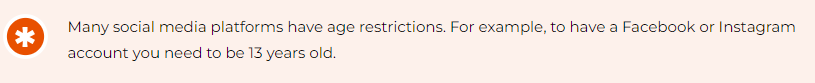 Many social media platforms have age restrictions. For example, to have a Facebook or Instagram
account you need to be 13 years old.